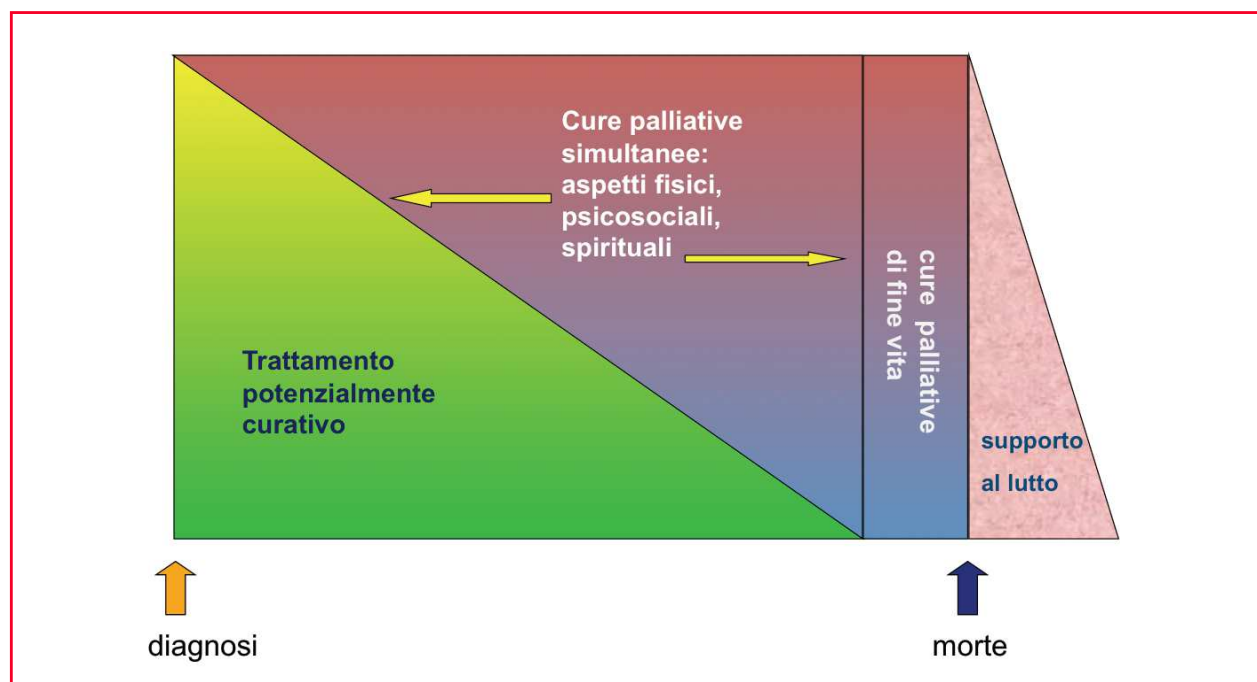 Cure palliative
simultanee:
aspetti fisici,
psicosociali,
spirituali
cure palliative
di fine vita
Trattamento
potenzialmente
curativo
supporto
al lutto
diagnosi
morte